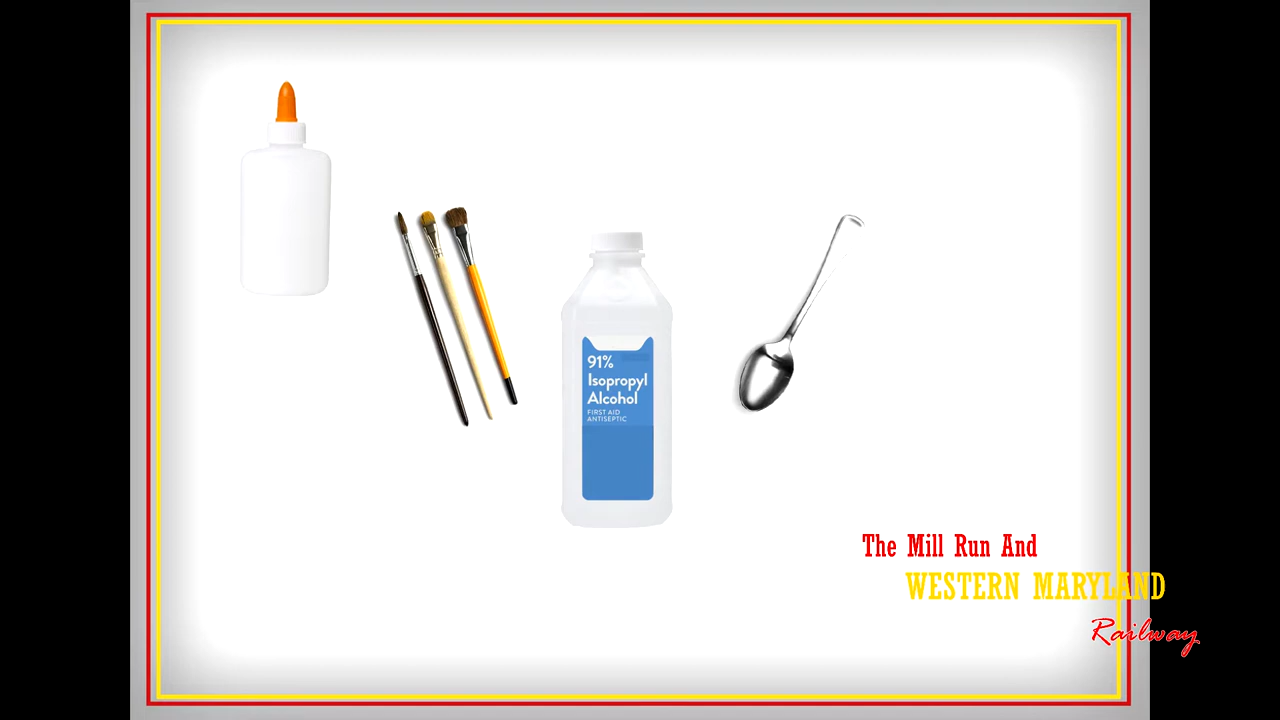 91%
Isopropyl
Alcohol
FIRST AID
ANTISEPTIC
The Mill Run And
WESTERN MARYLAND
Railway